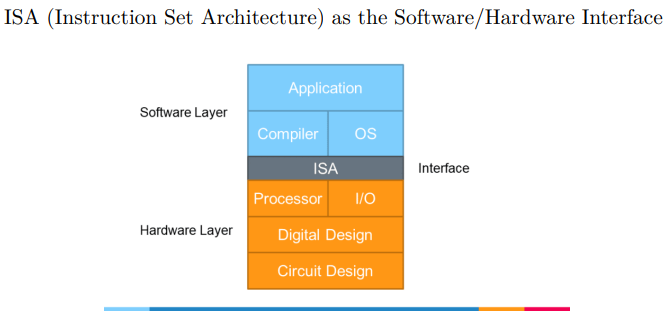 ISA (Instruction Set Architecture) as the Software/Hardware Interface
Application
Software Layer
Compiler OS
ISA
Interface
Processor I/O
Hardware Layer
Digital Design
Circuit Design